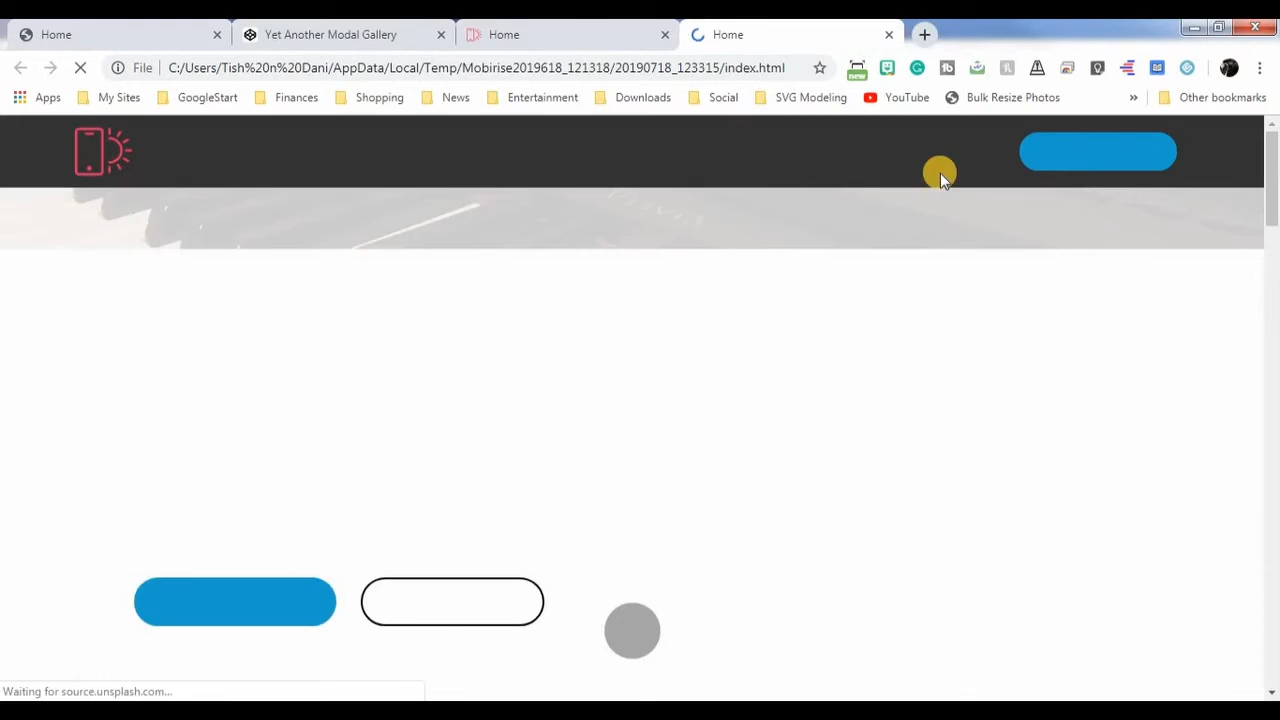 Home Yet Another Modal Gallery Home Home
File C:/Users/Tish%20n%20Dani/AppData/Local/Temp/Mobirise2019618_121318/20190718_123315/index.html new
Apps My Sites GoogleStart Finances Shopping News Entertainment Downloads Social SVG Modeling YouTube Bulk Resize Photos » Other bookmarks
Waiting for source.unsplash.com...